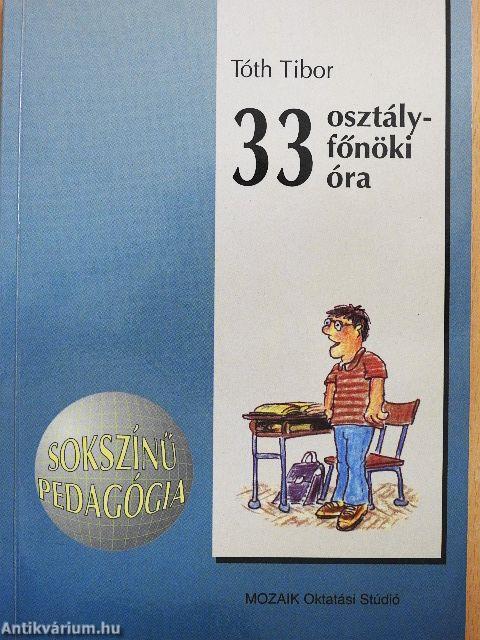 Tóth Tibor
33 osztály-
főnöki
óra
SOKSZÍNŰ
PEDAGÓGIA
MOZAIK Oktatási Stúdió
Antikvárium.hu